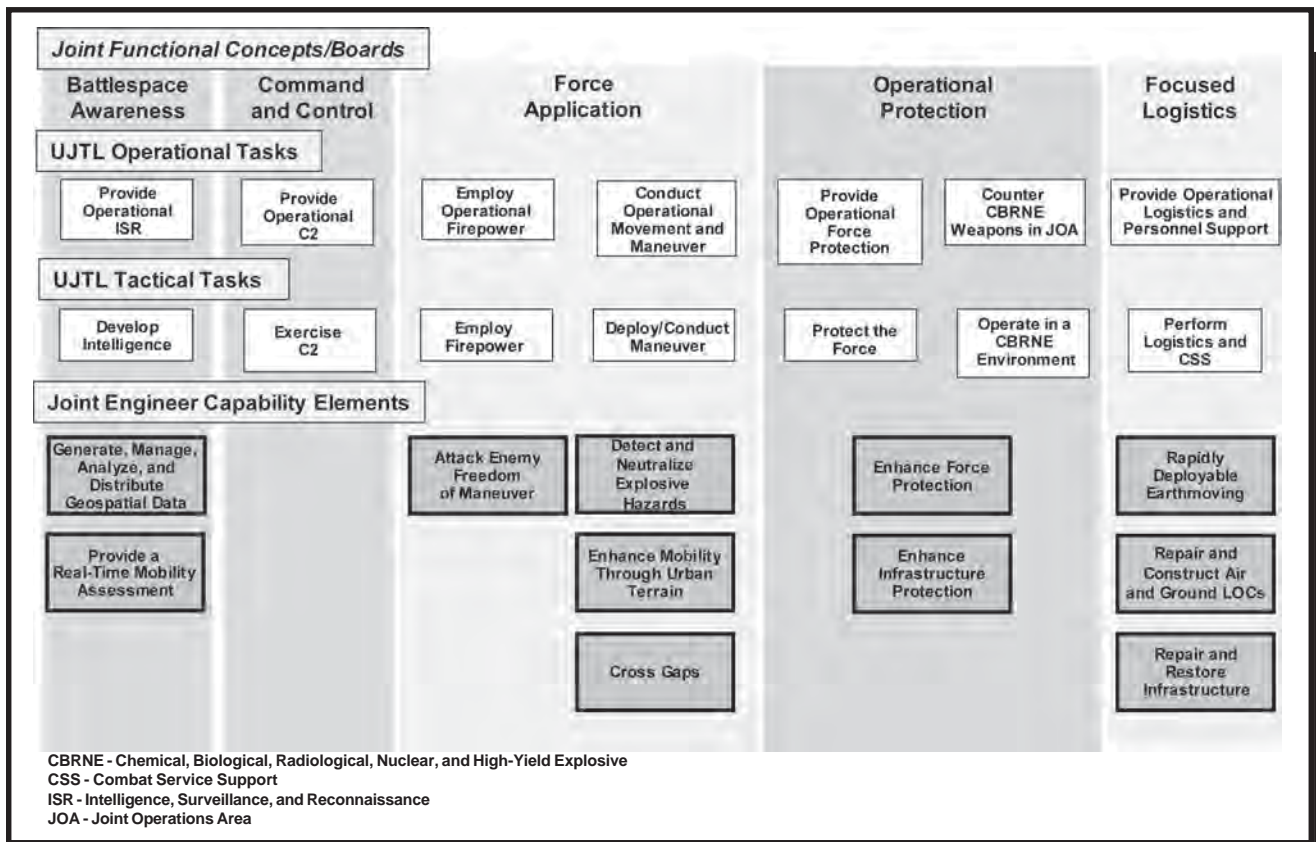 Joint Functional Concepts/Boards
Battlespace
Awareness
Command
and Control
Force
Application
Operational
Protection
Focused
Logistics
UJTL Operational Tasks
Provide
Operational
ISR
Provide
Operational
C2
Employ
Operational
Firepower
Conduct
Operational
Movement and
Maneuver
Provide
Operational
Force
Protection
Counter
CBRNE
Weapons in JOA
Provide Operational
Logistics and
Personnel Support
UJTL Tactical Tasks
Develop
Intelligence
Exercise
C2
Employ
Firepower
Deploy/Conduct
Maneuver
Protect the
Force
Operate in a
CBRNE
Environment
Perform
Logistics and
CSS
Joint Engineer Capability Elements
Generate, Manage,
Analyze, and
Distribute
Geospatial Data
Attack Enemy
Freedom
of Maneuver
Detect and
Neutralize
Explosive
Hazards
Enhance Force
Protection
Rapidly
Deployable
Earthmoving
Provide a
Real-Time Mobility
Assessment
Enhance Mobility
Through Urban
Terrain
Enhance
Infrastructure
Protection
Repair and
Construct Air
and Ground LOCs
Cross Gaps
Repair and
Restore
Infrastructure
CBRNE - Chemical, Biological, Radiological, Nuclear, and High-Yield Explosive
CSS - Combat Service Support
ISR - Intelligence, Surveillance, and Reconnaissance
JOA - Joint Operations Area